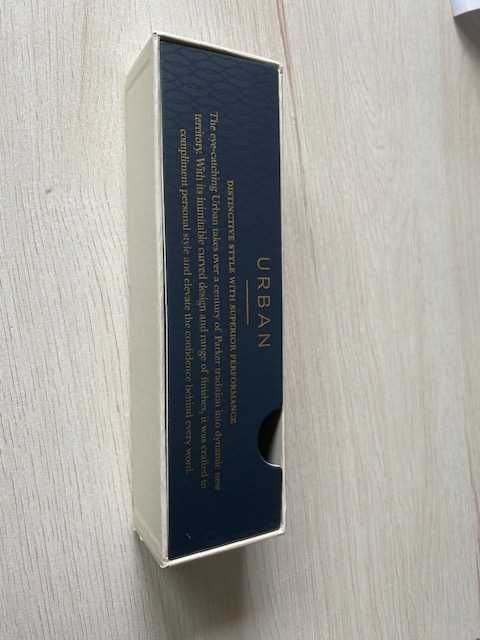 URBAN
DISTINCTIVE STYLE WITH SUPERIOR PERFORMANCE
The eye-catching Urban takes over a century of Parker tradition into dynamic new
territory. With its inimitable curved design and range of finishes, it was crafted to
compliment personal style and elevate the confidence behind every word.